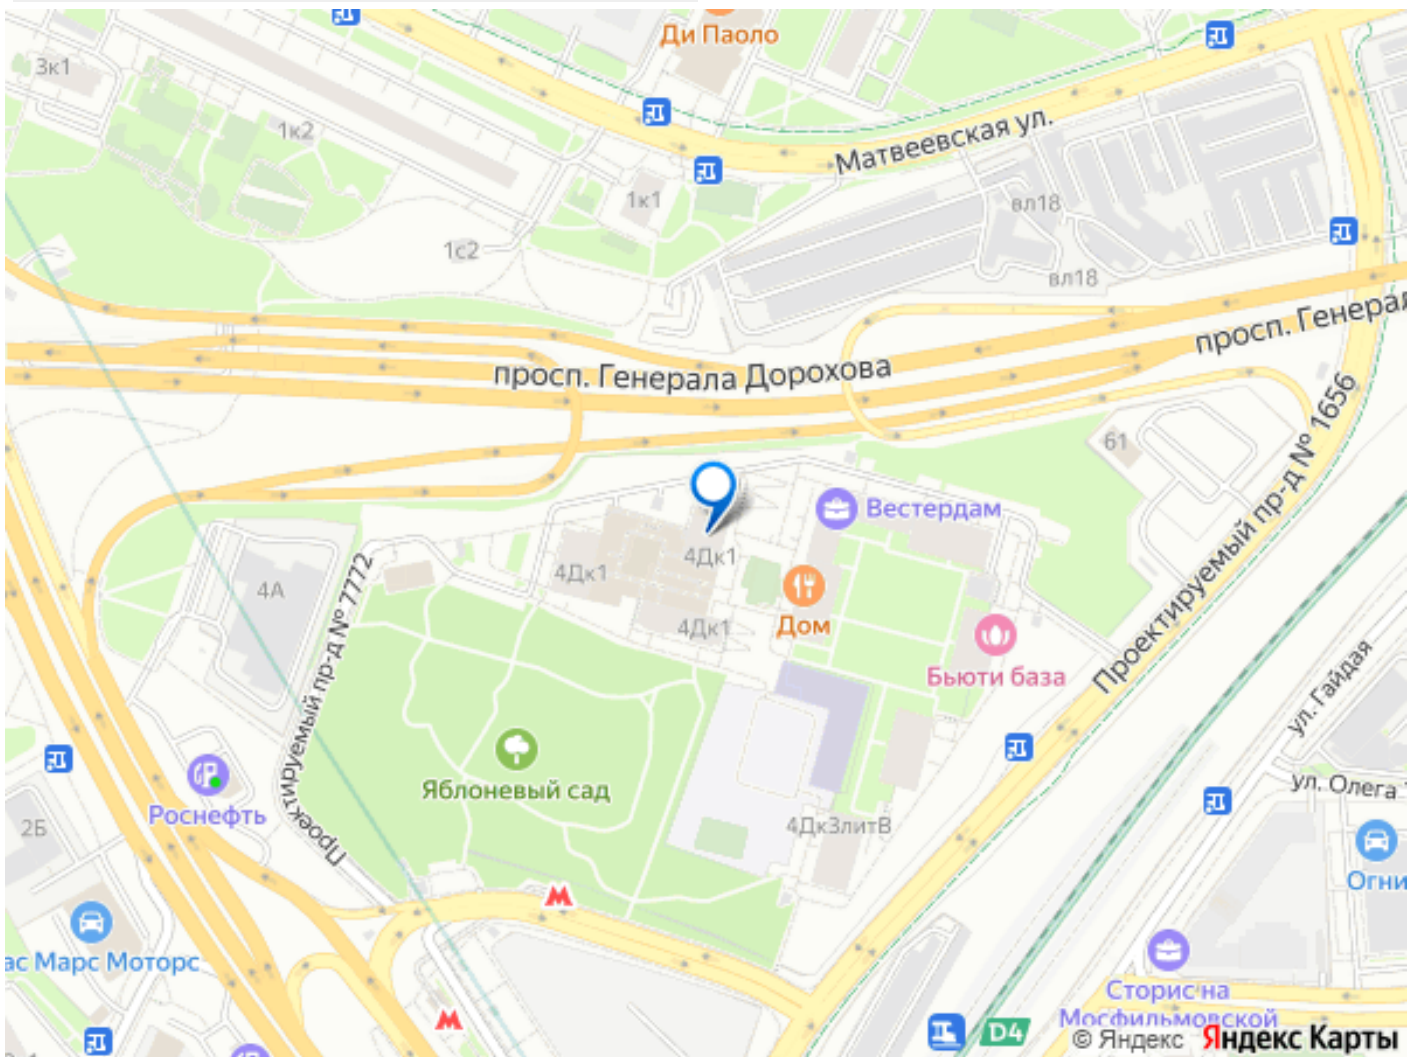 Ди Паоло
3к1
1к2
Матвеевская ул.
1к1
вл18
1с2
вл18
просп. Генерала Дорохова
просп. Генерал
61
Проектируемый пр-д № 1656
Вестердам
4Дк1
4Дк1
4А
Проектируемый пр-д № 7772
4Дк1
Дом
Бьюти база
ул. Гайдая
Яблоневый сад
ул. Олега
Роснефть
2Б
4Дк3литВ
Огни
М
ас Марс Моторс
Сторис на
Мосфильмовской
М
D4
© Яндекс Яндекс Карты